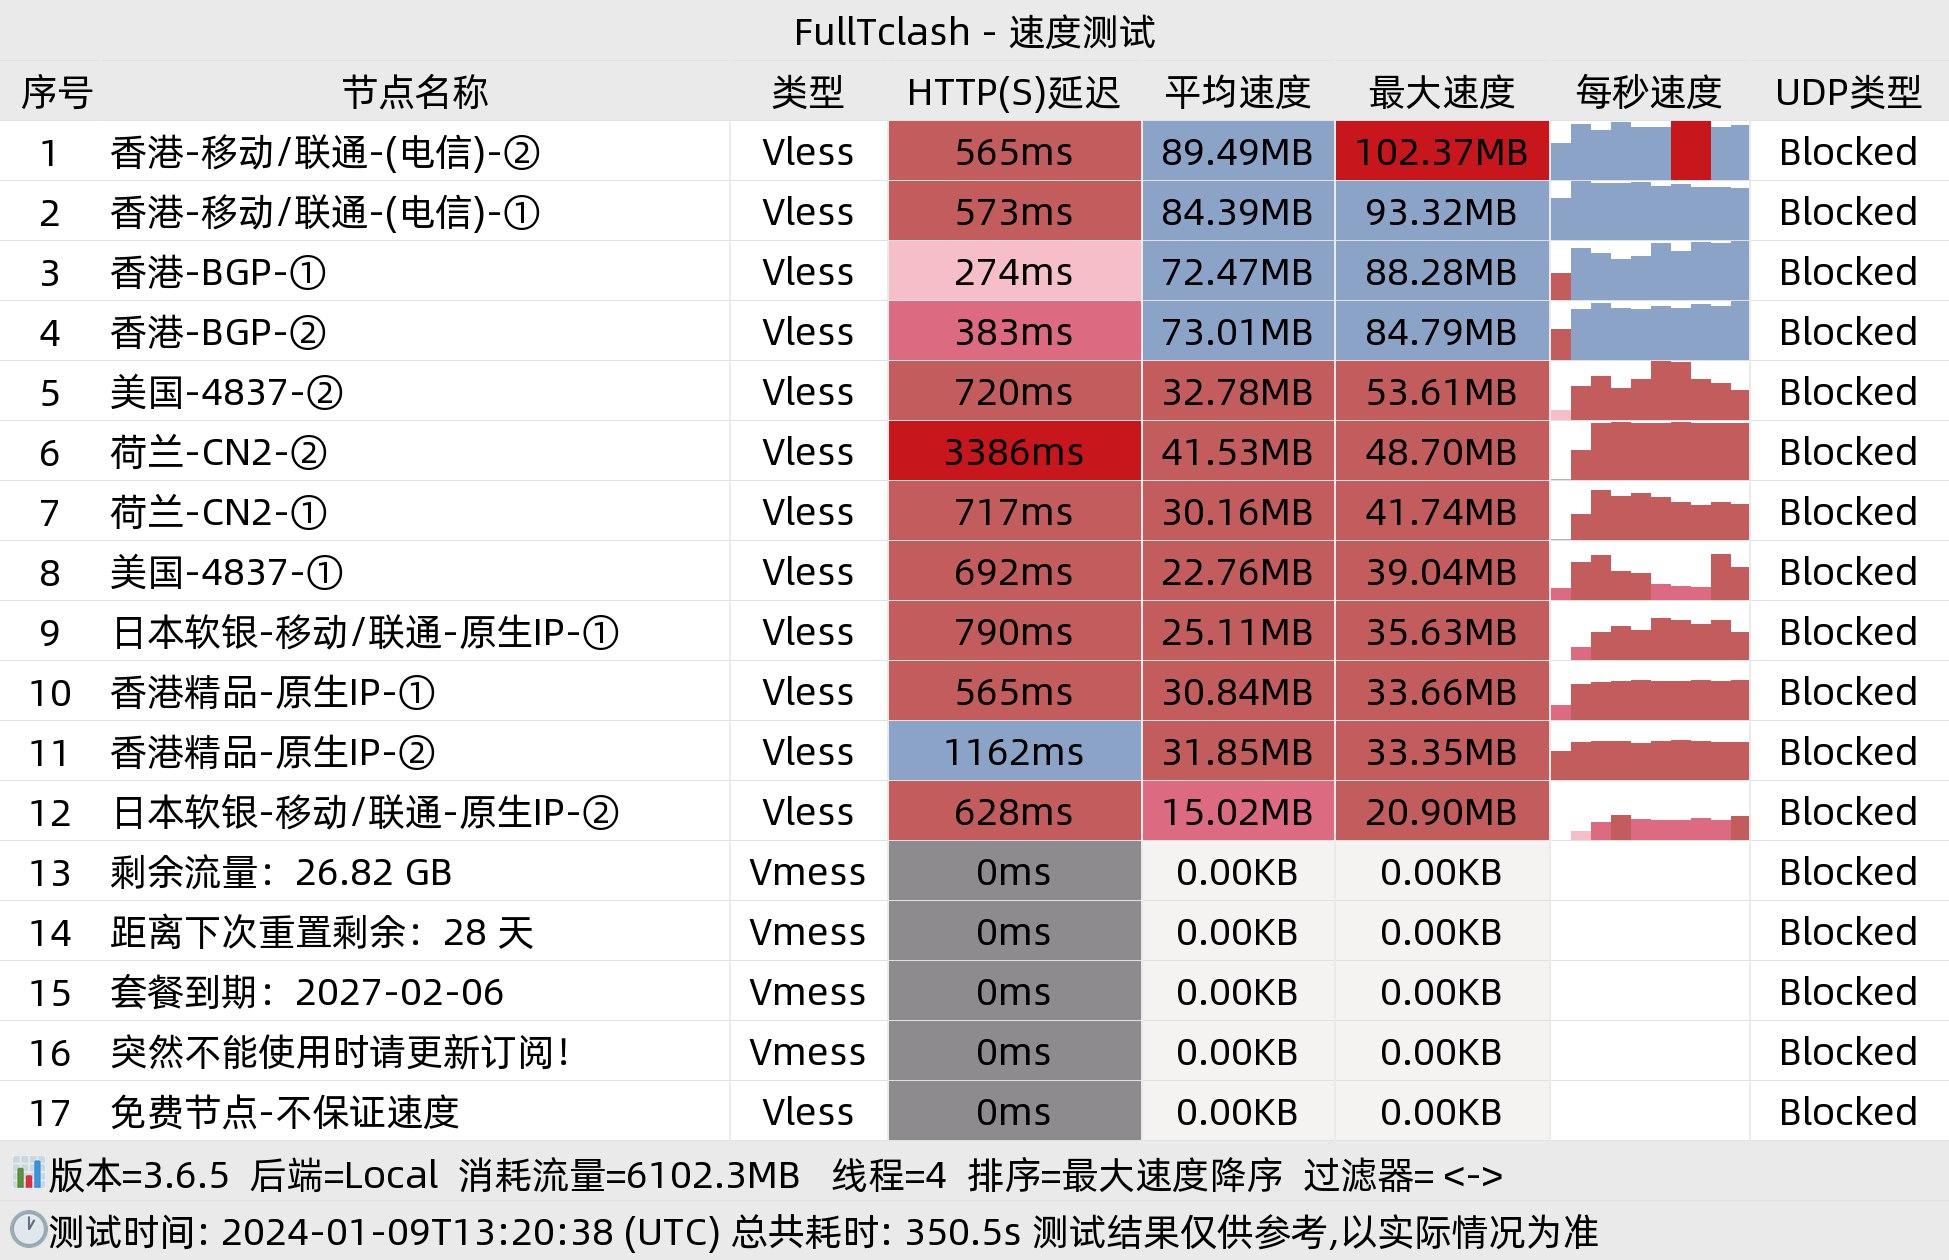 FullTclash - 速度测试
序号 节点名称 类型 HTTP(S)延迟 平均速度 最大速度 每秒速度 UDP类型
1 香港-移动/联通-(电信)-② Vless 565ms 89.49MB 102.37MB Blocked
2 香港-移动/联通-(电信)-① Vless 573ms 84.39MB 93.32MB Blocked
3 香港-BGP-① Vless 274ms 72.47MB 88.28MB Blocked
4 香港-BGP-② Vless 383ms 73.01MB 84.79MB Blocked
5 美国-4837-② Vless 720ms 32.78MB 53.61MB Blocked
6 荷兰-CN2-② Vless 3386ms 41.53MB 48.70MB Blocked
7 荷兰-CN2-① Vless 717ms 30.16MB 41.74MB Blocked
8 美国-4837-① Vless 692ms 22.76MB 39.04MB Blocked
9 日本软银-移动/联通-原生IP-① Vless 790ms 25.11MB 35.63MB Blocked
10 香港精品-原生IP-① Vless 565ms 30.84MB 33.66MB Blocked
11 香港精品-原生IP-② Vless 1162ms 31.85MB 33.35MB Blocked
12 日本软银-移动/联通-原生IP-② Vless 628ms 15.02MB 20.90MB Blocked
13 剩余流量：26.82 GB Vmess 0ms 0.00KB 0.00KB Blocked
14 距离下次重置剩余：28 天 Vmess 0ms 0.00KB 0.00KB Blocked
15 套餐到期：2027-02-06 Vmess 0ms 0.00KB 0.00KB Blocked
16 突然不能使用时请更新订阅！ Vmess 0ms 0.00KB 0.00KB Blocked
17 免费节点-不保证速度 Vless 0ms 0.00KB 0.00KB Blocked
版本=3.6.5 后端=Local 消耗流量=6102.3MB 线程=4 排序=最大速度降序 过滤器= <->
测试时间: 2024-01-09T13:20:38 (UTC) 总共耗时: 350.5s 测试结果仅供参考,以实际情况为准